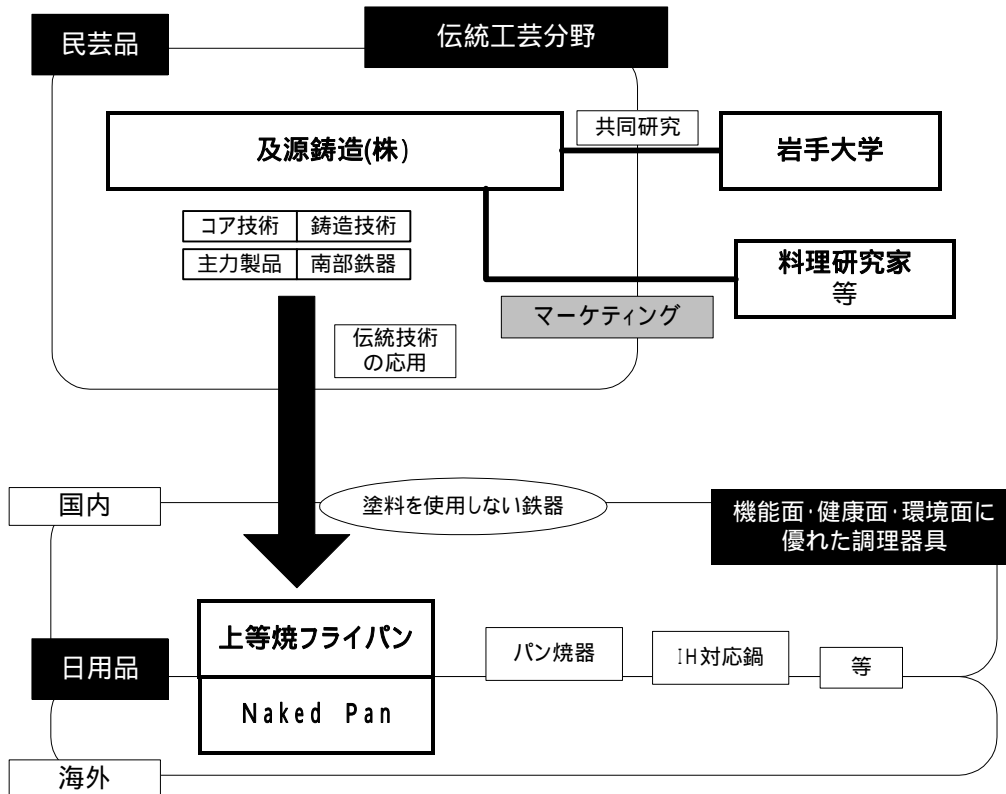 民芸品
伝統工芸分野
共同研究
及源鋳造(株)
岩手大学
コア技術
鋳造技術
主力製品
南部鉄器
料理研究家
等
マーケティング
伝統技術
の応用
国内
塗料を使用しない鉄器
機能面・健康面・環境面に
優れた調理器具
上等焼フライパン
パン焼器
IH対応鍋
等
日用品
Naked Pan
海外